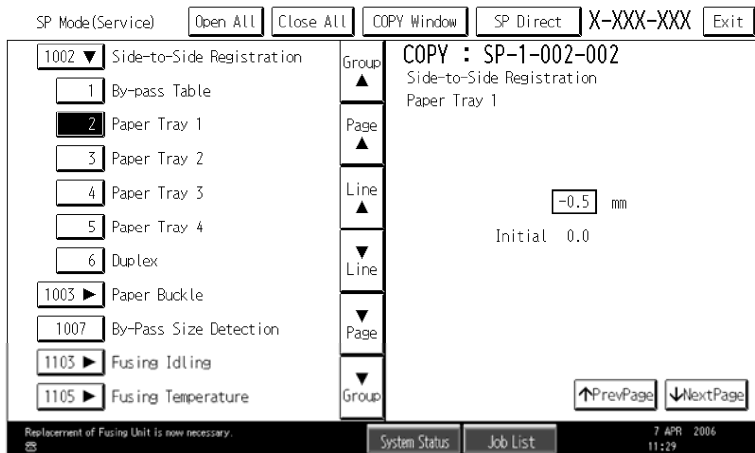 SP Mode(Service) Open All Close All COPY Window SP Direct X-XXX-XXX Exit
1002 ▼ Side-to-Side Registration
1 By-pass Table
2 Paper Tray 1
3 Paper Tray 2
4 Paper Tray 3
5 Paper Tray 4
6 Duplex
1003 ► Paper Buckle
1007 By-Pass Size Detection
1103 ► Fusing Idling
1105 ► Fusing Temperature
Group
▲
Page
▲
Line
▲
▼
Line
▼
Page
▼
Group
COPY : SP-1-002-002
Side-to-Side Registration
Paper Tray 1
-0.5 mm
Initial 0.0
↑PrevPage ↓NextPage
Replacement of Fusing Unit is now necessary.
System Status Job List
7 APR 2006
11:29